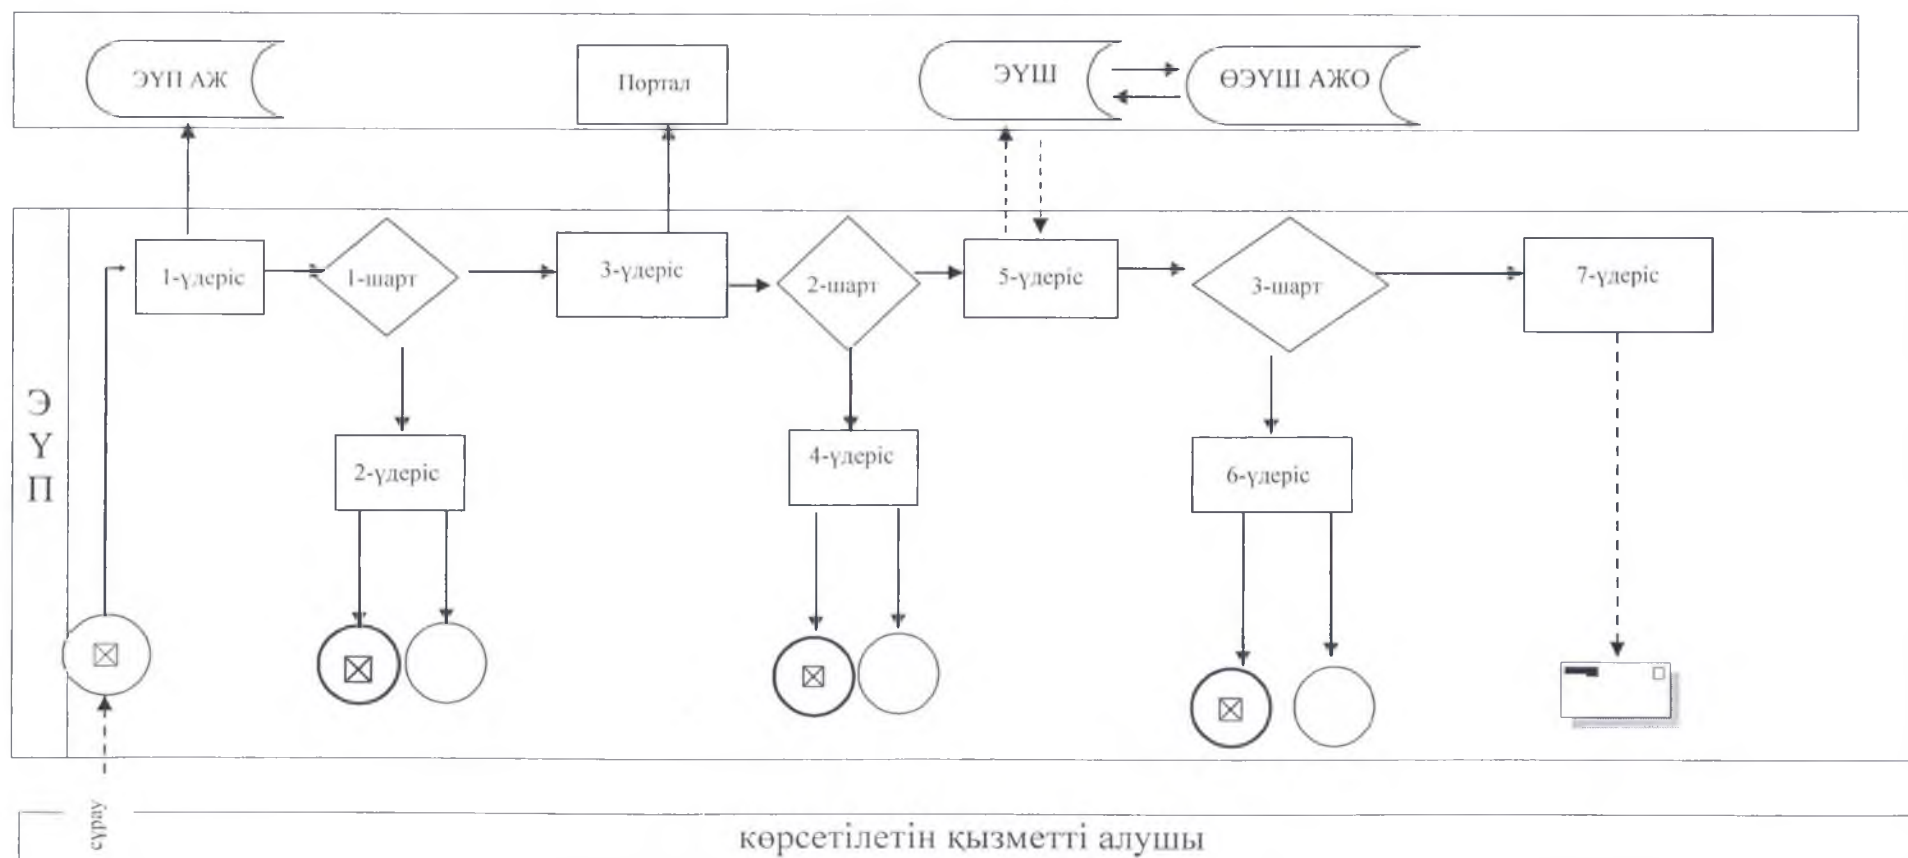 ЭҮП АЖ
Портал
ЭҮШ
ӨЭҮШ АЖО
ЭҮП
1-үдеріс
1-шарт
3-үдеріс
2-шарт
5-үдеріс
3-шарт
7-үдеріс
2-үдеріс
4-үдеріс
6-үдеріс
сұрау
көрсетілетін қызметті алушы